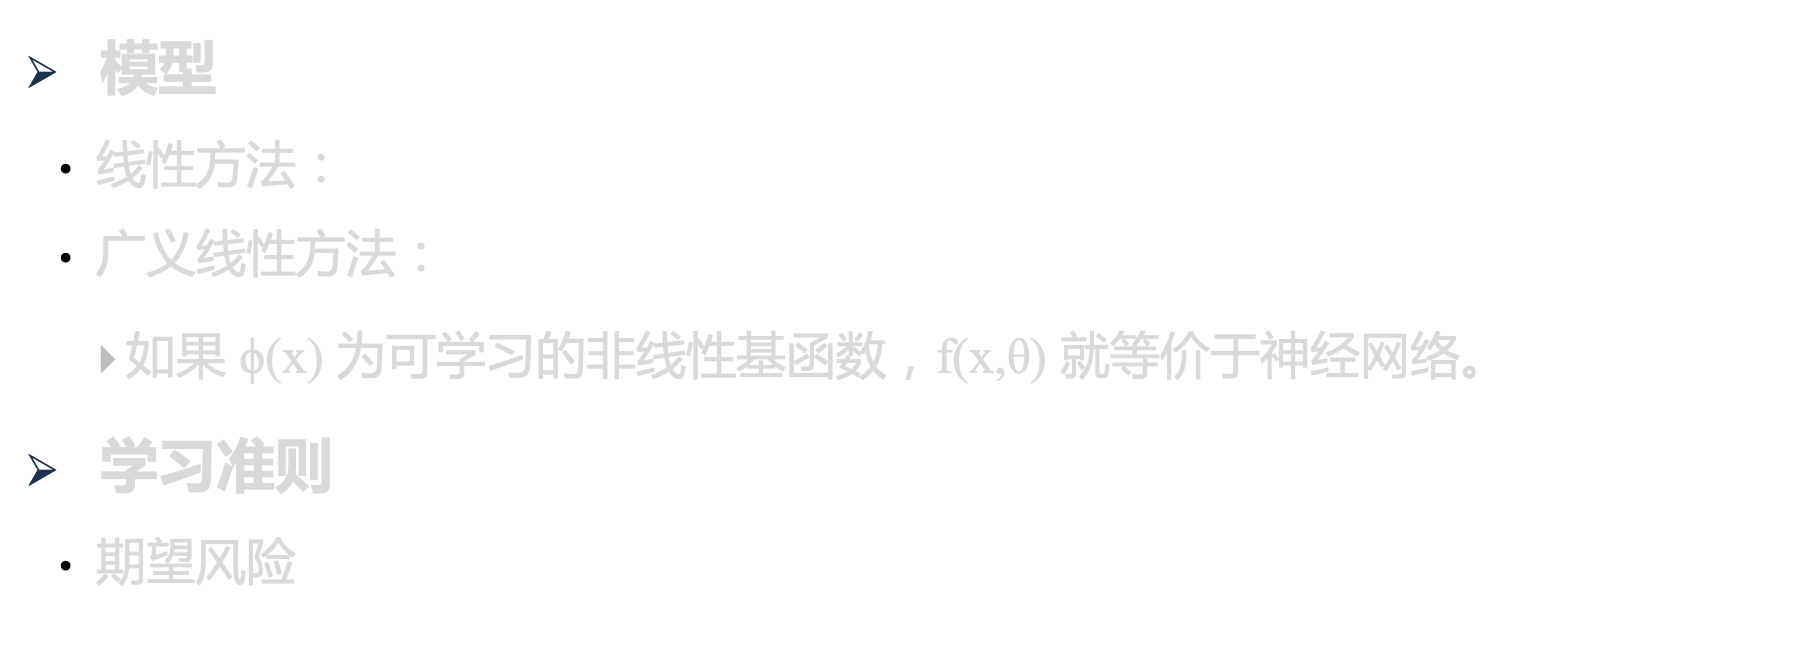 模型
线性方法：
广义线性方法：
如果 ϕ(x) 为可学习的非线性基函数，f(x,θ) 就等价于神经网络。
学习准则
期望风险